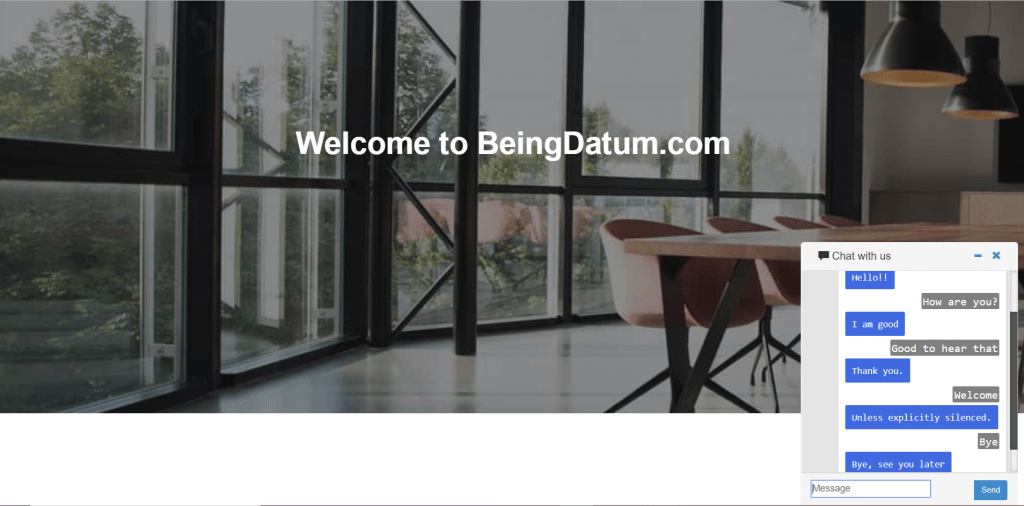 Welcome to BeingDatum.com
Chat with us
Hello!!
How are you?
I am good
Good to hear that
Thank you.
Welcome
Unless explicitly silenced.
Bye
Bye, see you later
Message
Send